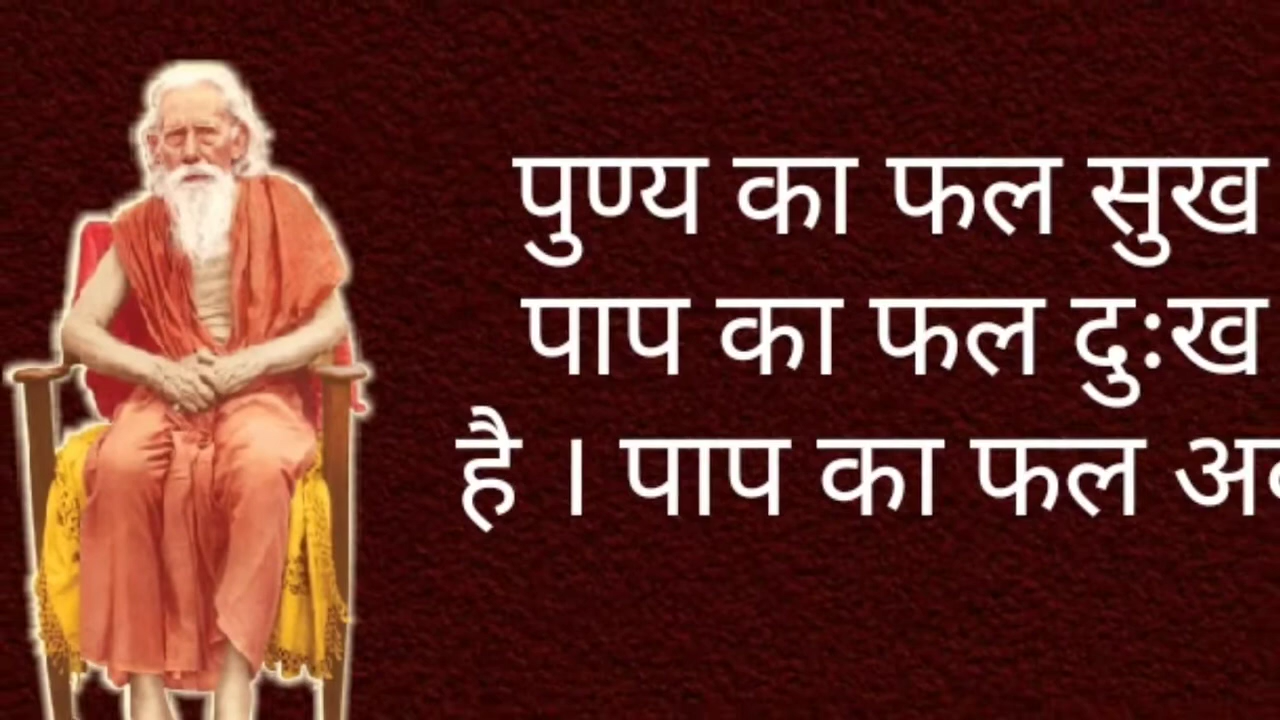 पुण्य का फल सुख
पाप का फल दुःख
है । पाप का फल